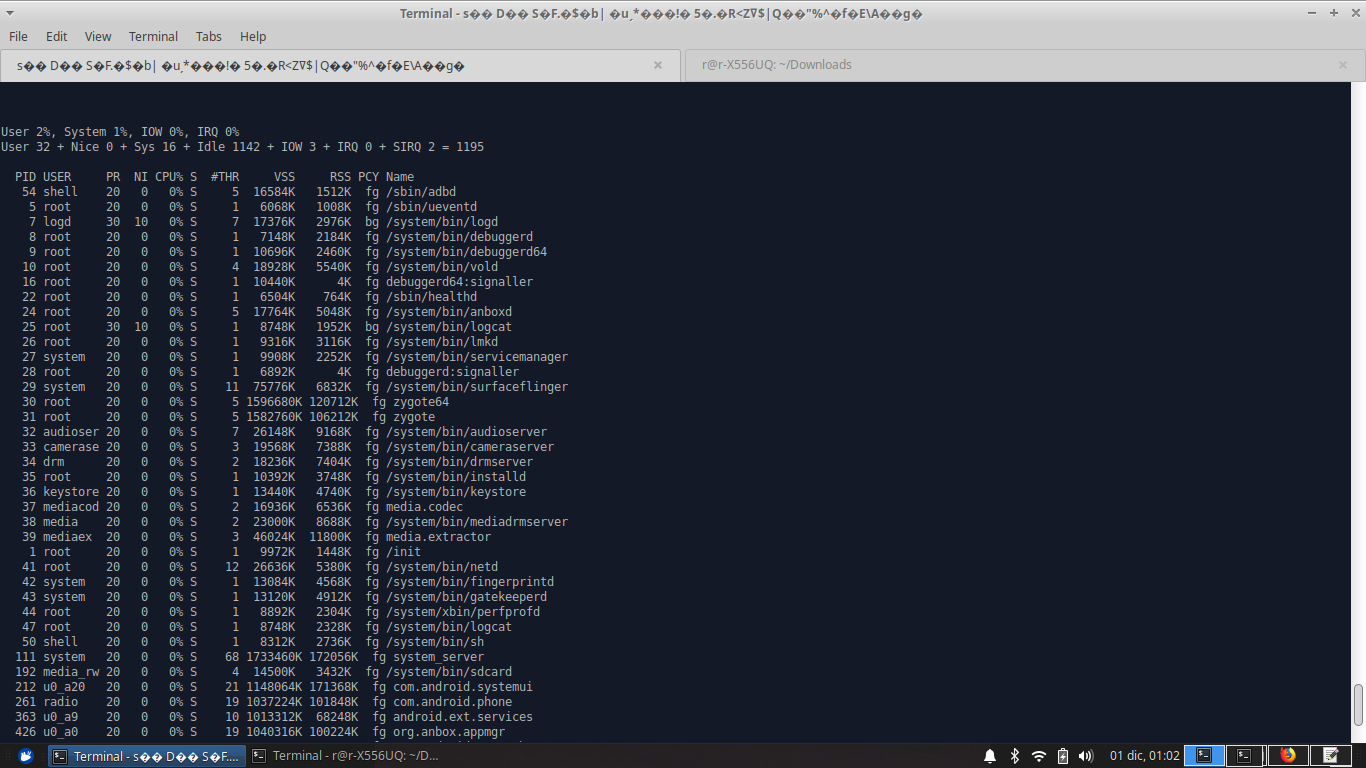 Terminal - s�� D�� S�F.�$�b| �u¸*���!� 5�.�R<Z∇$|Q��"%^�f�E\A��g�
File Edit View Terminal Tabs Help
s�� D�� S�F.�$�b| �u¸*���!� 5�.�R<Z∇$|Q��"%^�f�E\A��g�
r@r-X556UQ: ~/Downloads
User 2%, System 1%, IOW 0%, IRQ 0%
User 32 + Nice 0 + Sys 16 + Idle 1142 + IOW 3 + IRQ 0 + SIRQ 2 = 1195
PID USER PR NI CPU% S #THR VSS RSS PCY Name
54 shell 20 0 0% S 5 16584K 1512K fg /sbin/adbd
5 root 20 0 0% S 1 6068K 1008K fg /sbin/ueventd
7 logd 30 10 0% S 7 17376K 2976K bg /system/bin/logd
8 root 20 0 0% S 1 7148K 2184K fg /system/bin/debuggerd
9 root 20 0 0% S 1 10696K 2460K fg /system/bin/debuggerd64
10 root 20 0 0% S 4 18928K 5540K fg /system/bin/vold
16 root 20 0 0% S 1 10440K 4K fg debuggerd64:signaller
22 root 20 0 0% S 1 6504K 764K fg /sbin/healthd
24 root 20 0 0% S 5 17764K 5048K fg /system/bin/anboxd
25 root 30 10 0% S 1 8748K 1952K bg /system/bin/logcat
26 root 20 0 0% S 1 9316K 3116K fg /system/bin/lmkd
27 system 20 0 0% S 1 9908K 2252K fg /system/bin/servicemanager
28 root 20 0 0% S 1 6892K 4K fg debuggerd:signaller
29 system 20 0 0% S 11 75776K 6832K fg /system/bin/surfaceflinger
30 root 20 0 0% S 5 1596680K 120712K fg zygote64
31 root 20 0 0% S 5 1582760K 106212K fg zygote
32 audioser 20 0 0% S 7 26148K 9168K fg /system/bin/audioserver
33 camerase 20 0 0% S 3 19568K 7388K fg /system/bin/cameraserver
34 drm 20 0 0% S 2 18236K 7404K fg /system/bin/drmserver
35 root 20 0 0% S 1 10392K 3748K fg /system/bin/installd
36 keystore 20 0 0% S 1 13440K 4740K fg /system/bin/keystore
37 mediacod 20 0 0% S 2 16936K 6536K fg media.codec
38 media 20 0 0% S 2 23000K 8688K fg /system/bin/mediadrmserver
39 mediaex 20 0 0% S 3 46024K 11800K fg media.extractor
1 root 20 0 0% S 1 9972K 1448K fg /init
41 root 20 0 0% S 12 26636K 5380K fg /system/bin/netd
42 system 20 0 0% S 1 13084K 4568K fg /system/bin/fingerprintd
43 system 20 0 0% S 1 13120K 4912K fg /system/bin/gatekeeperd
44 root 20 0 0% S 1 8892K 2304K fg /system/xbin/perfprofd
47 root 20 0 0% S 1 8748K 2328K fg /system/bin/logcat
50 shell 20 0 0% S 1 8312K 2736K fg /system/bin/sh
111 system 20 0 0% S 68 1733460K 172056K fg system_server
192 media_rw 20 0 0% S 4 14500K 3432K fg /system/bin/sdcard
212 u0_a20 20 0 0% S 21 1148064K 171368K fg com.android.systemui
261 radio 20 0 0% S 19 1037224K 101848K fg com.android.phone
363 u0_a9 20 0 0% S 10 1013312K 68248K fg android.ext.services
426 u0_a0 20 0 0% S 19 1040316K 100224K fg org.anbox.appmgr
Terminal - s�� D�� S�F....
Terminal - r@r-X556UQ: ~/D...
01 dic, 01:02